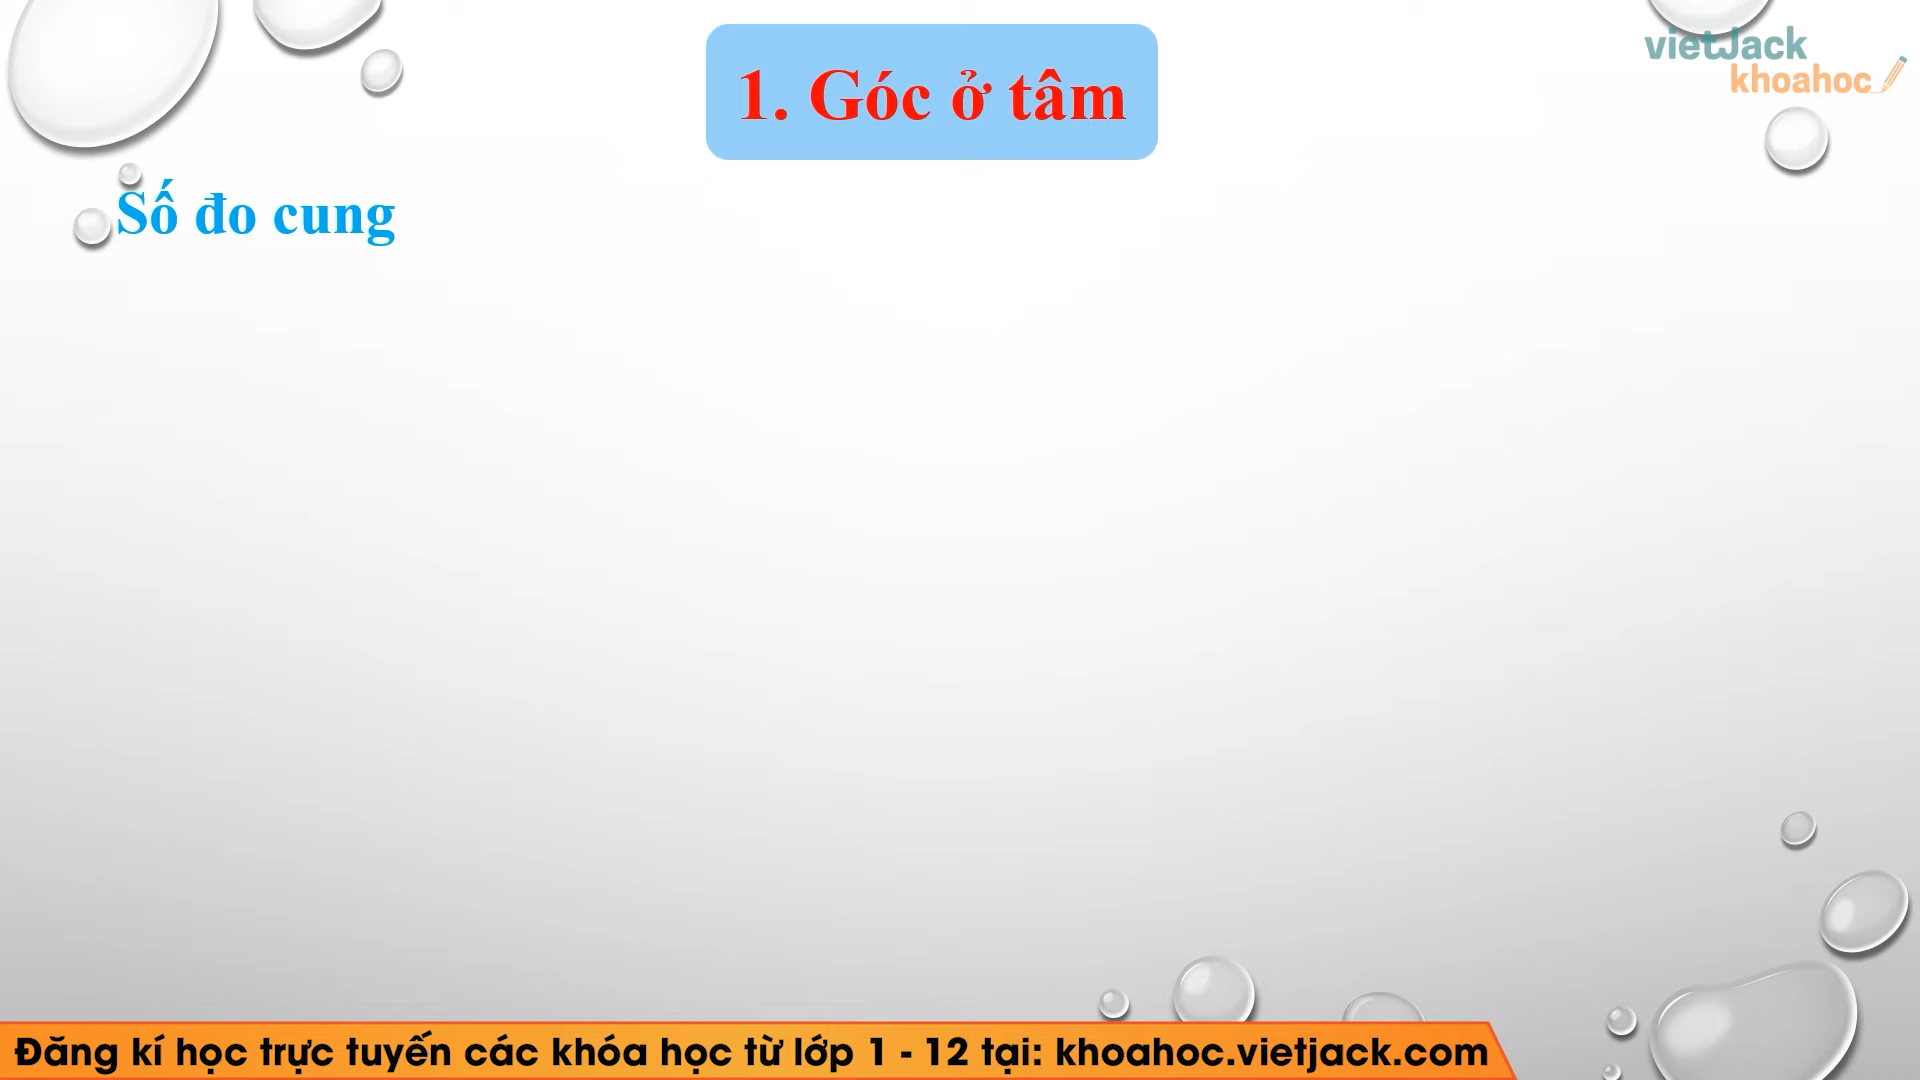 1. Góc ở tâm
vietJack
khoahoc
Số đo cung
Đăng kí học trực tuyến các khóa học từ lớp 1 - 12 tại: khoahoc.vietjack.com